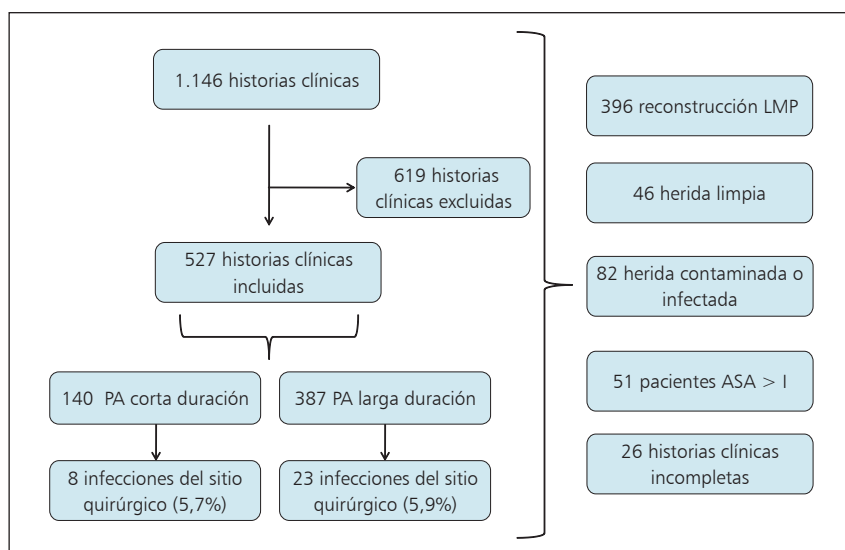 1.146 historias clínicas
619 historias
clínicas excluidas
527 historias clínicas
incluidas
140 PA corta duración
387 PA larga duración
8 infecciones del sitio
quirúrgico (5,7%)
23 infecciones del sitio
quirúrgico (5,9%)
396 reconstrucción LMP
46 herida limpia
82 herida contaminada o
infectada
51 pacientes ASA > I
26 historias clínicas
incompletas